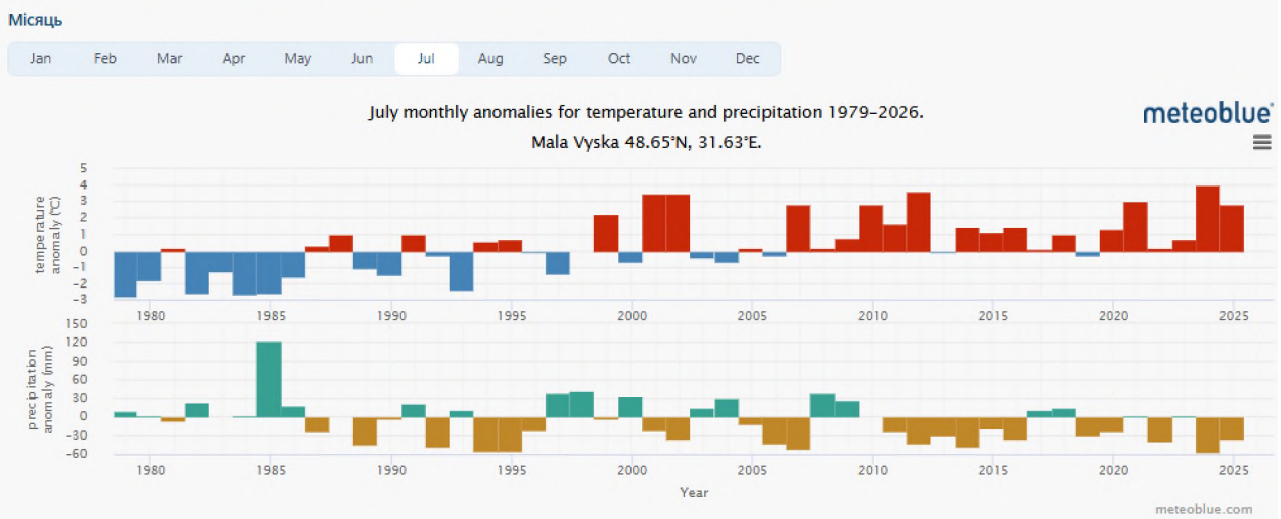 Місяць
Jan Feb Mar Apr May Jun Jul Aug Sep Oct Nov Dec
July monthly anomalies for temperature and precipitation 1979–2026.
meteoblue®
Mala Vyska 48.65°N, 31.63°E.
temperature
anomaly (°C)
5
4
3
2
1
0
-1
-2
-3
1980 1985 1990 1995 2000 2005 2010 2015 2020 2025
precipitation
anomaly (mm)
150
120
90
60
30
0
-30
-60
1980 1985 1990 1995 2000 2005 2010 2015 2020 2025
Year
meteoblue.com